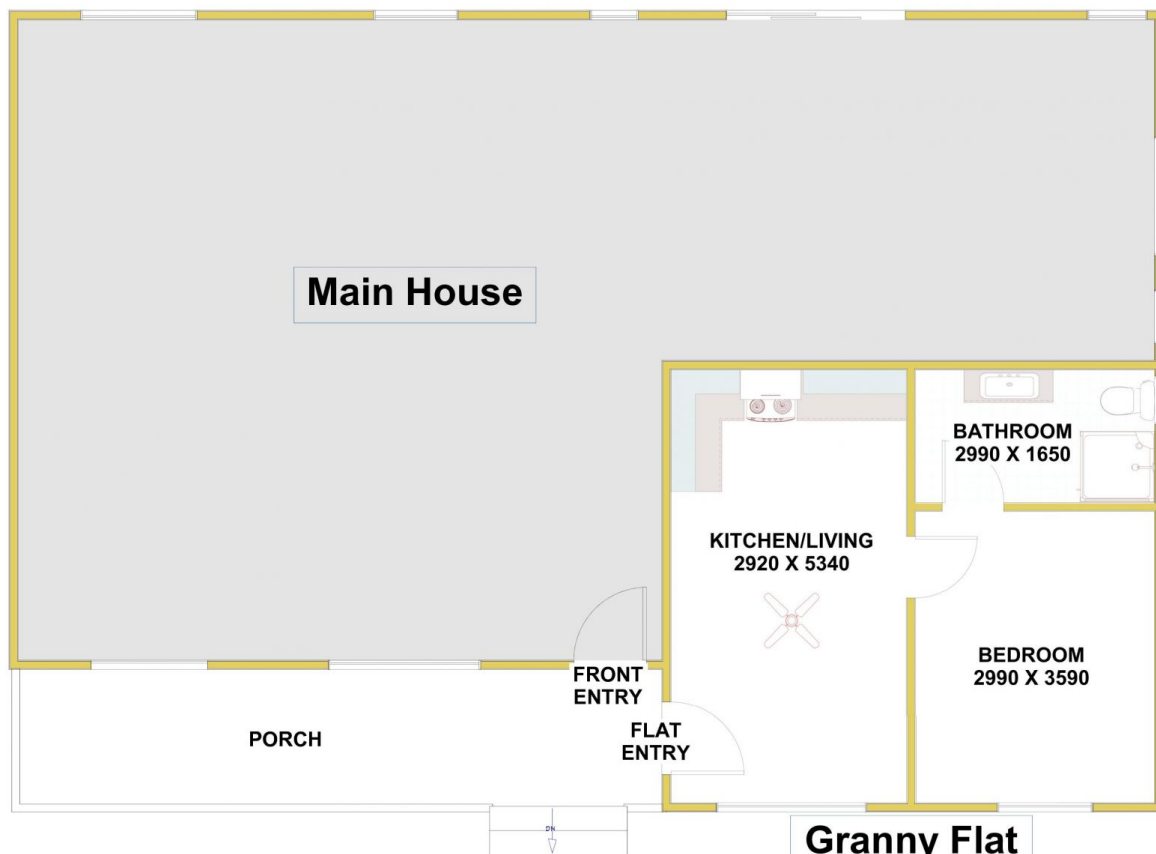 Main House
BATHROOM
2990 X 1650
KITCHEN/LIVING
2920 X 5340
BEDROOM
2990 X 3590
FRONT
ENTRY
FLAT
ENTRY
PORCH
DN
Granny Flat